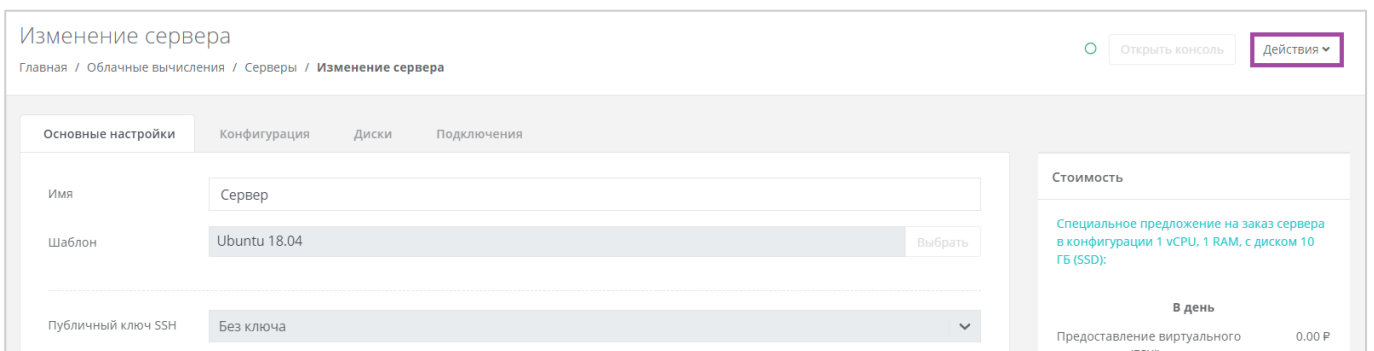 Изменение сервера
Главная / Облачные вычисления / Серверы / Изменение сервера
Открыть консоль
Действия
Основные настройки Конфигурация Диски Подключения
Имя Сервер
Шаблон Ubuntu 18.04 Выбрать
Публичный ключ SSH Без ключа
Стоимость
Специальное предложение на заказ сервера
в конфигурации 1 vCPU, 1 RAM, с диском 10
ГБ (SSD):
В день
Предоставление виртуального 0.00 ₽